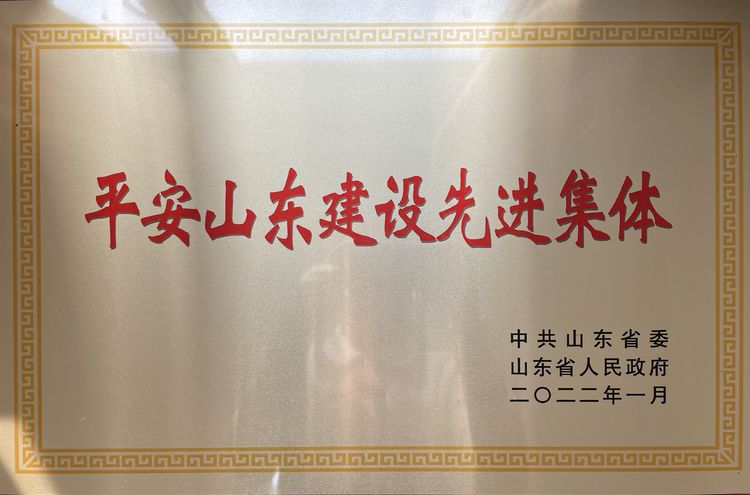 平安山东建设先进集体
中共山东省委
山东省人民政府
二〇二二年一月